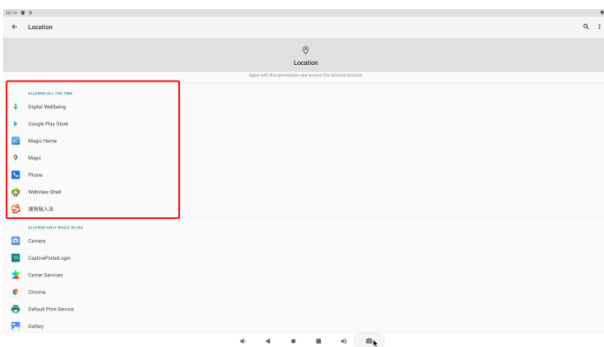 Location
Location
Apps with this permission can access this device's location
ALLOWED ALL THE TIME
Digital Wellbeing
Google Play Store
Magic Home
Maps
Phone
WebView Shell
搜狗输入法
ALLOWED ONLY WHILE IN USE
Camera
CaptivePortalLogin
Carrier Services
Chrome
Default Print Service
Gallery